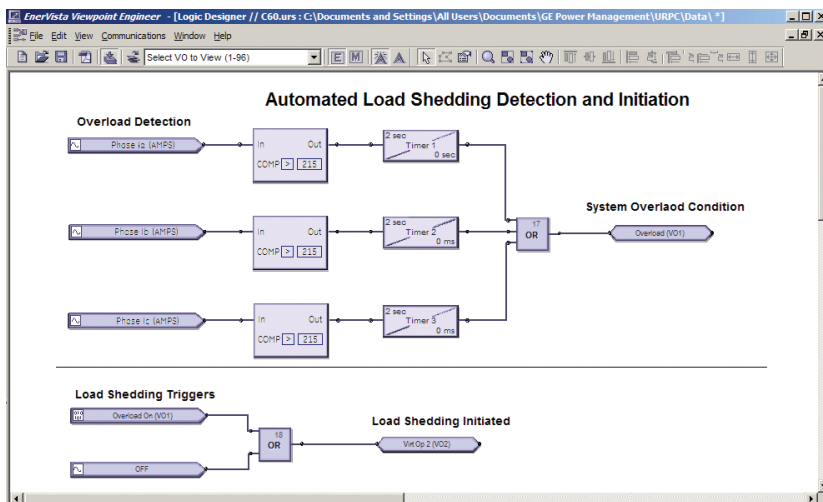 EnerVista Viewpoint Engineer - [Logic Designer // C60.urs : C:\Documents and Settings\All Users\Documents\GE Power Management\URPC\Data\ *]
File Edit View Communications Window Help
Select VO to View (1-96)
E M
Automated Load Shedding Detection and Initiation
Overload Detection
Phase Ia (AMPS)
In Out
COMP > 215
2 sec
Timer 1
0 sec
System Overlaod Condition
Phase Ib (AMPS)
In Out
COMP > 215
2 sec
Timer 2
0 ms
17
OR
Overload (VO1)
Phase Ic (AMPS)
In Out
COMP > 215
2 sec
Timer 3
0 ms
Load Shedding Triggers
Overload On (VO1)
Load Shedding Initiated
18
OR
Virt Op 2 (VO2)
OFF